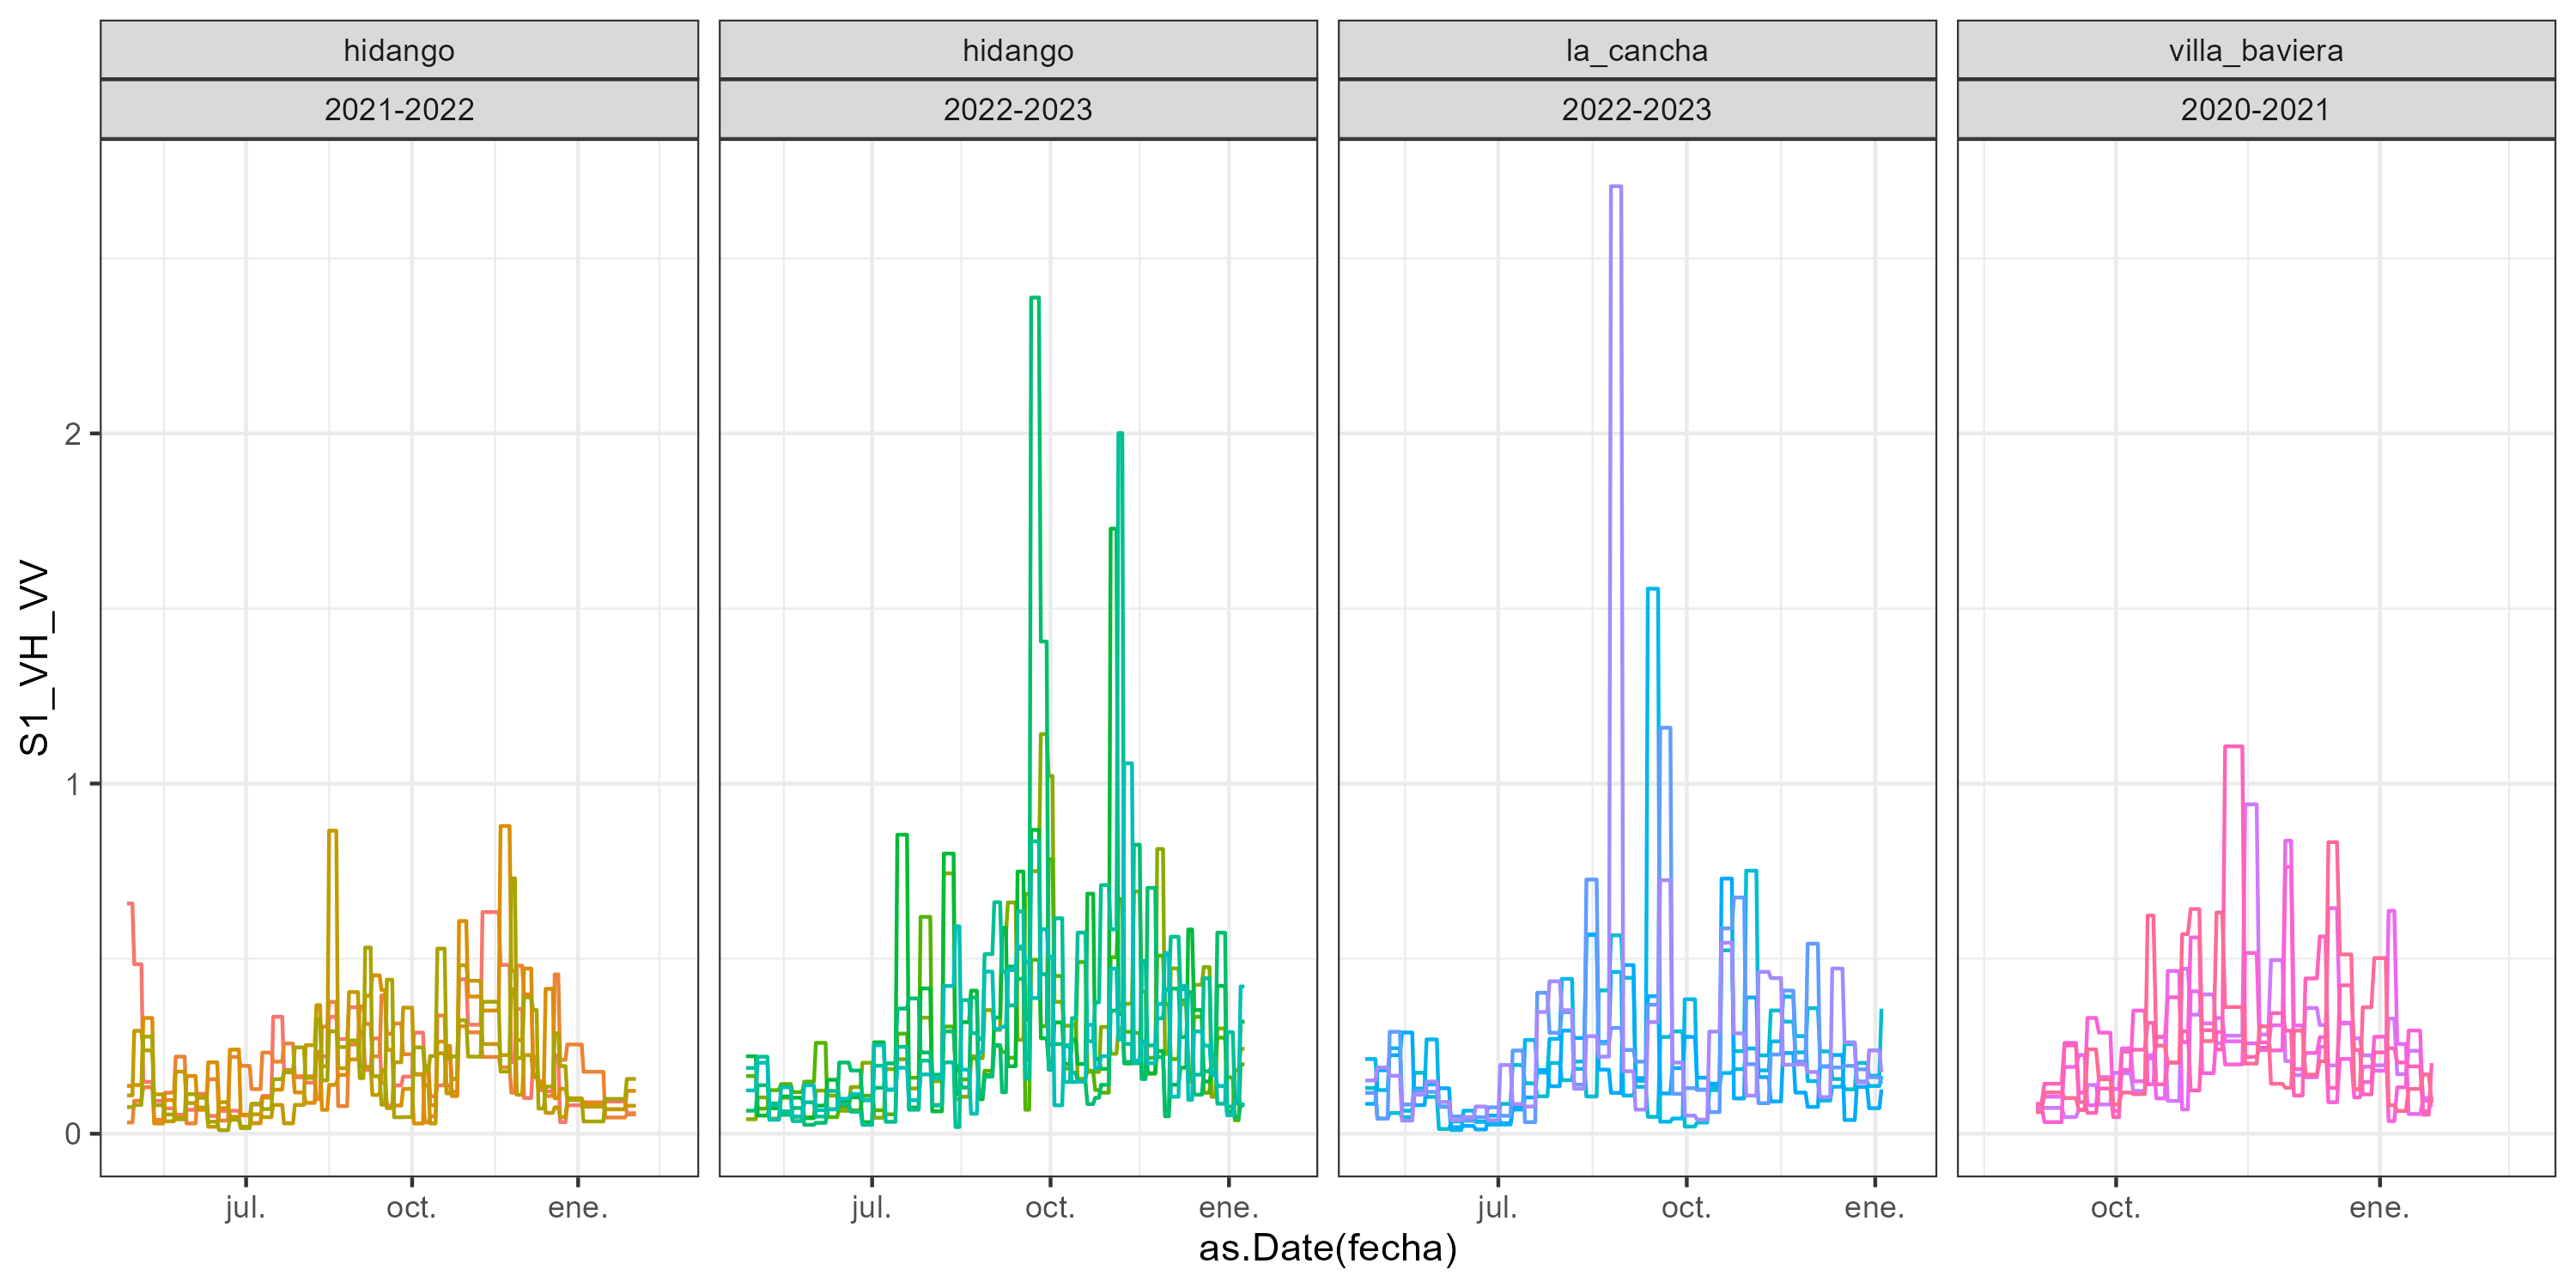 hidango
hidango
la_cancha
villa_baviera
2021-2022
2022-2023
2022-2023
2020-2021
S1_VH_VV
2
1
0
jul.
oct.
ene.
jul.
oct.
ene.
jul.
oct.
ene.
oct.
ene.
as.Date(fecha)